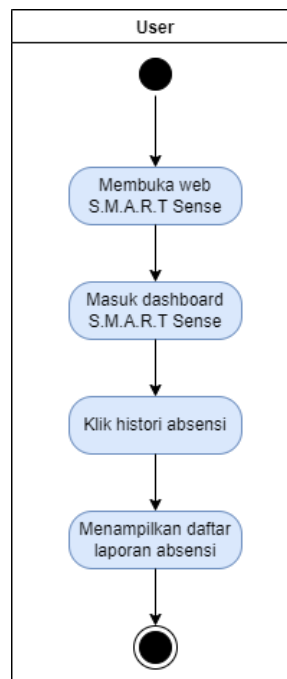 User
Membuka web
S.M.A.R.T Sense
Masuk dashboard
S.M.A.R.T Sense
Klik histori absensi
Menampilkan daftar
laporan absensi